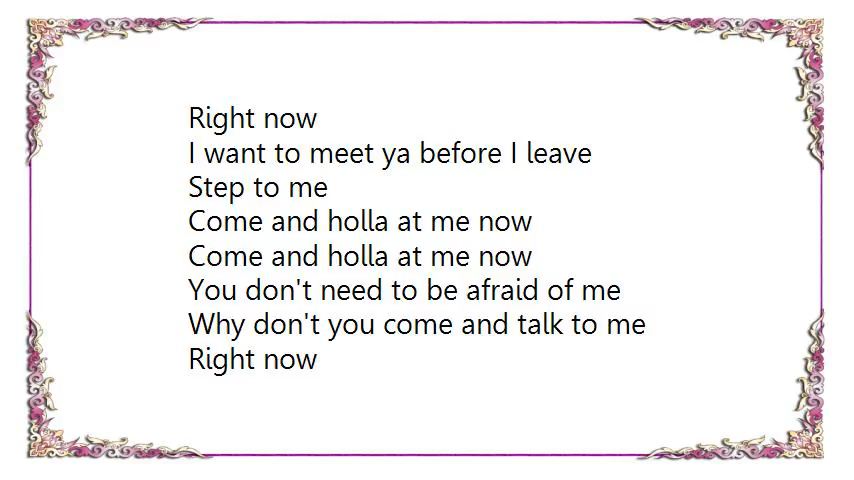 Right now
I want to meet ya before I leave
Step to me
Come and holla at me now
Come and holla at me now
You don't need to be afraid of me
Why don't you come and talk to me
Right now